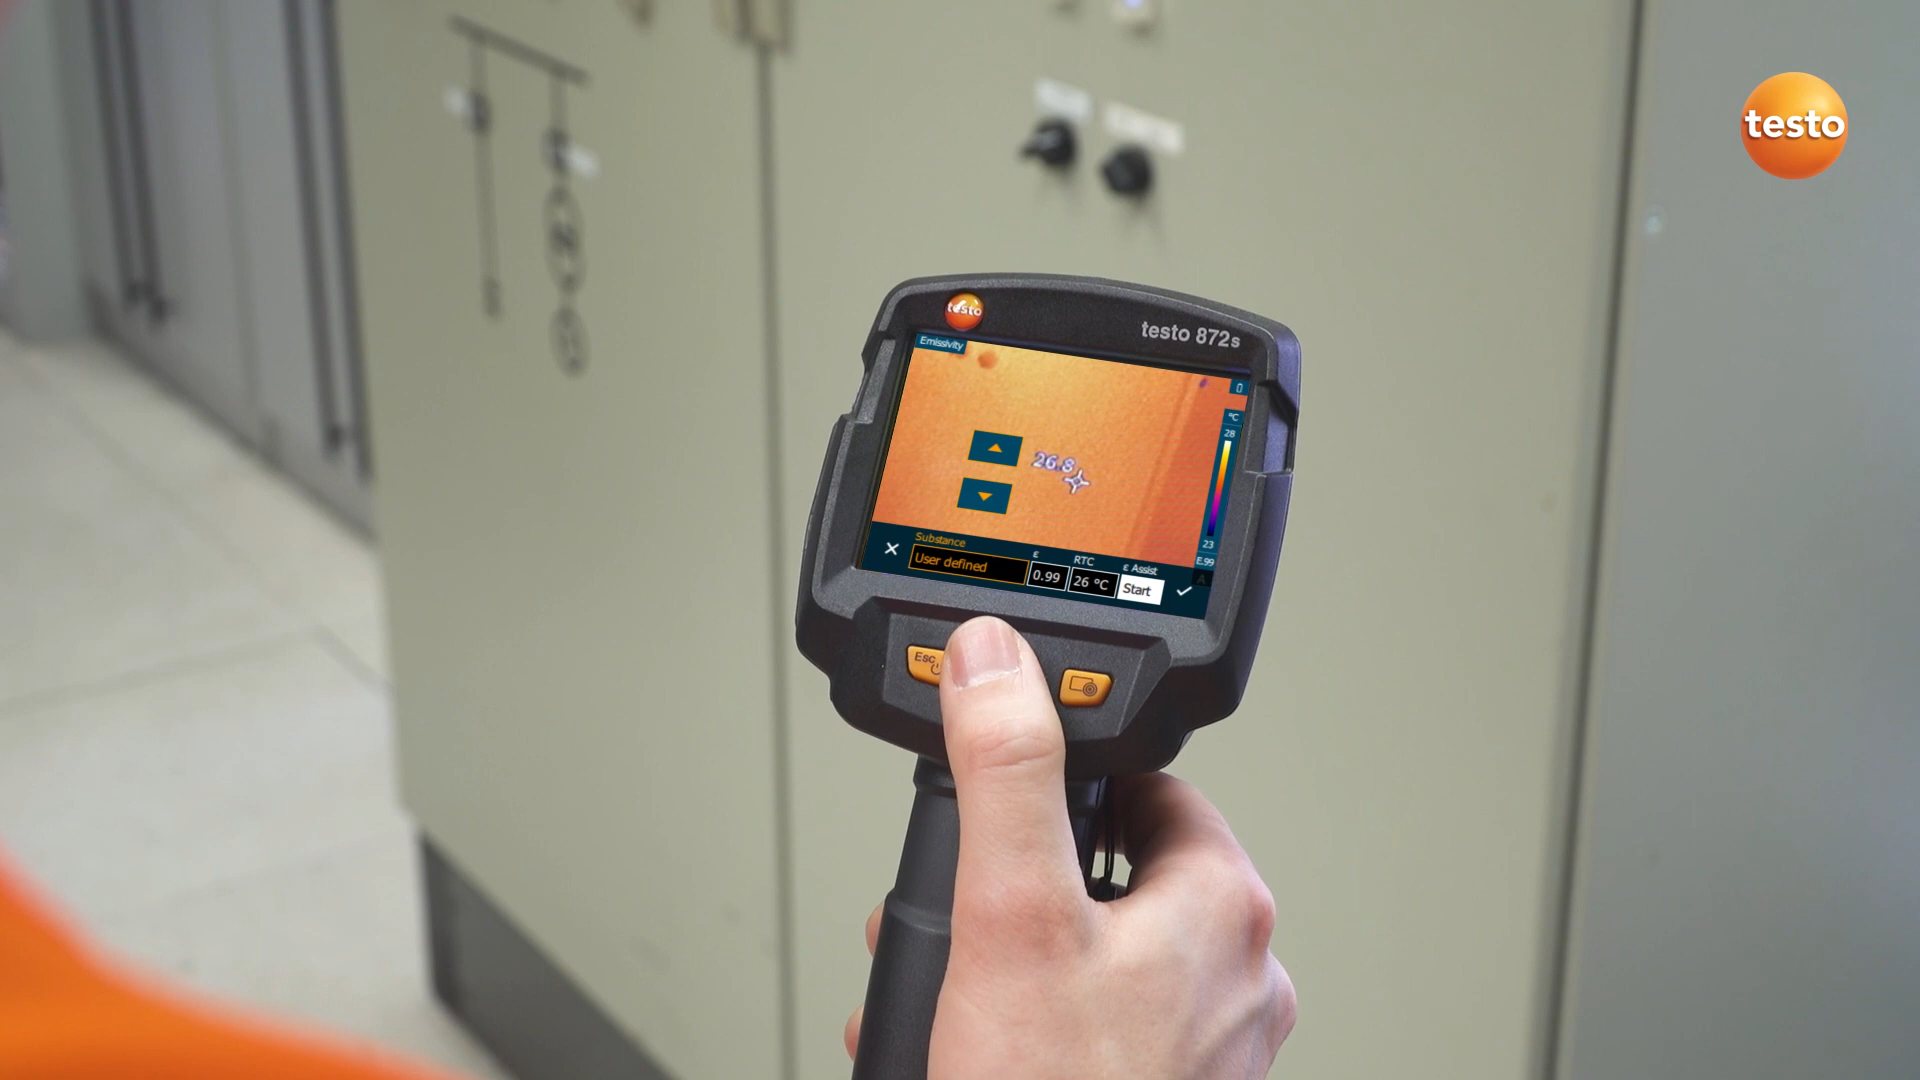 testo
testo
testo 872s
Emissivity
°C
28
26.8
23
E.99
Substance
ε
RTC
ε Assist
User defined
0.99
26 °C
Start
Esc